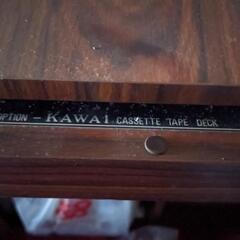 OPTION - KAWAI CASSETTE TAPE DECK